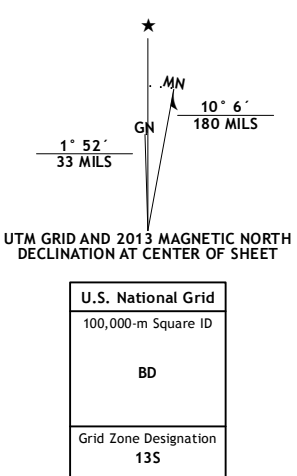 ★
MN
GN
10° 6´
180 MILS
1° 52´
33 MILS
UTM GRID AND 2013 MAGNETIC NORTH
DECLINATION AT CENTER OF SHEET
U.S. National Grid
100,000-m Square ID
BD
Grid Zone Designation
13S